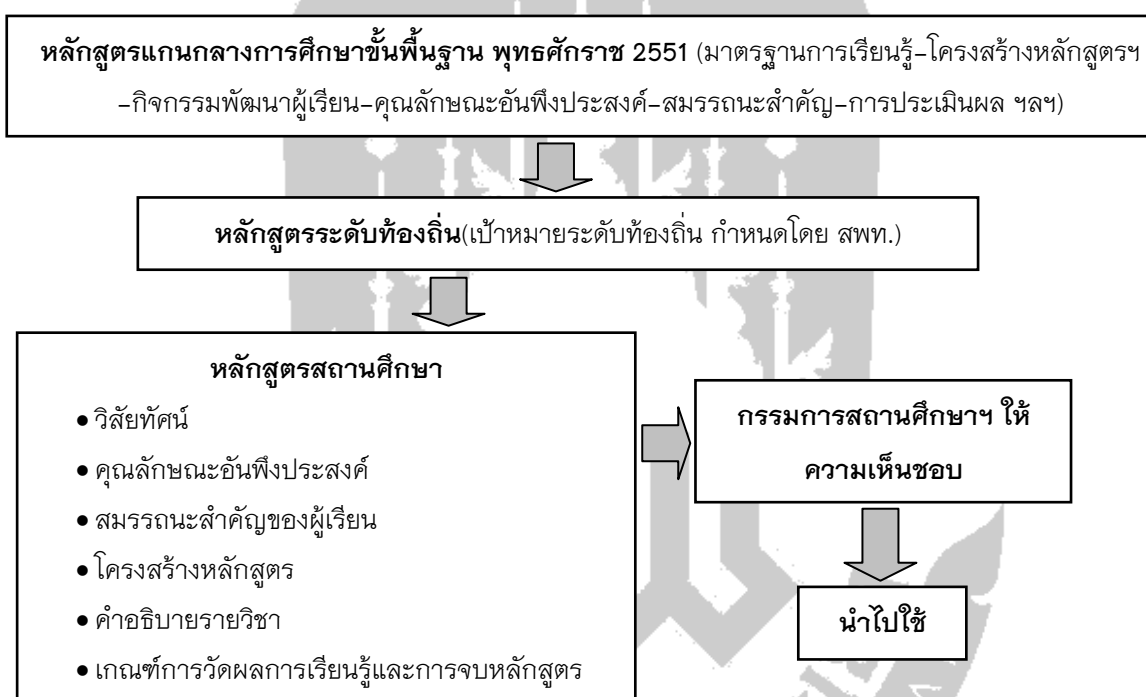 หลักสูตรแกนกลางการศึกษาขั้นพื้นฐาน พุทธศักราช 2551 (มาตรฐานการเรียนรู้-โครงสร้างหลักสูตรฯ
-กิจกรรมพัฒนาผู้เรียน-คุณลักษณะอันพึงประสงค์-สมรรถนะสำคัญ-การประเมินผล ฯลฯ)
หลักสูตรระดับท้องถิ่น(เป้าหมายระดับท้องถิ่น กำหนดโดย สพท.)
หลักสูตรสถานศึกษา
• วิสัยทัศน์
• คุณลักษณะอันพึงประสงค์
• สมรรถนะสำคัญของผู้เรียน
• โครงสร้างหลักสูตร
• คำอธิบายรายวิชา
• เกณฑ์การวัดผลการเรียนรู้และการจบหลักสูตร
กรรมการสถานศึกษาฯ ให้
ความเห็นชอบ
นำไปใช้